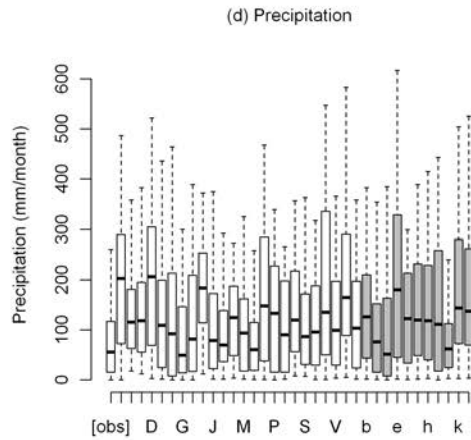 (d) Precipitation
Precipitation (mm/month)
600
500
400
300
200
100
0
[obs] D G J M P S V b e h k